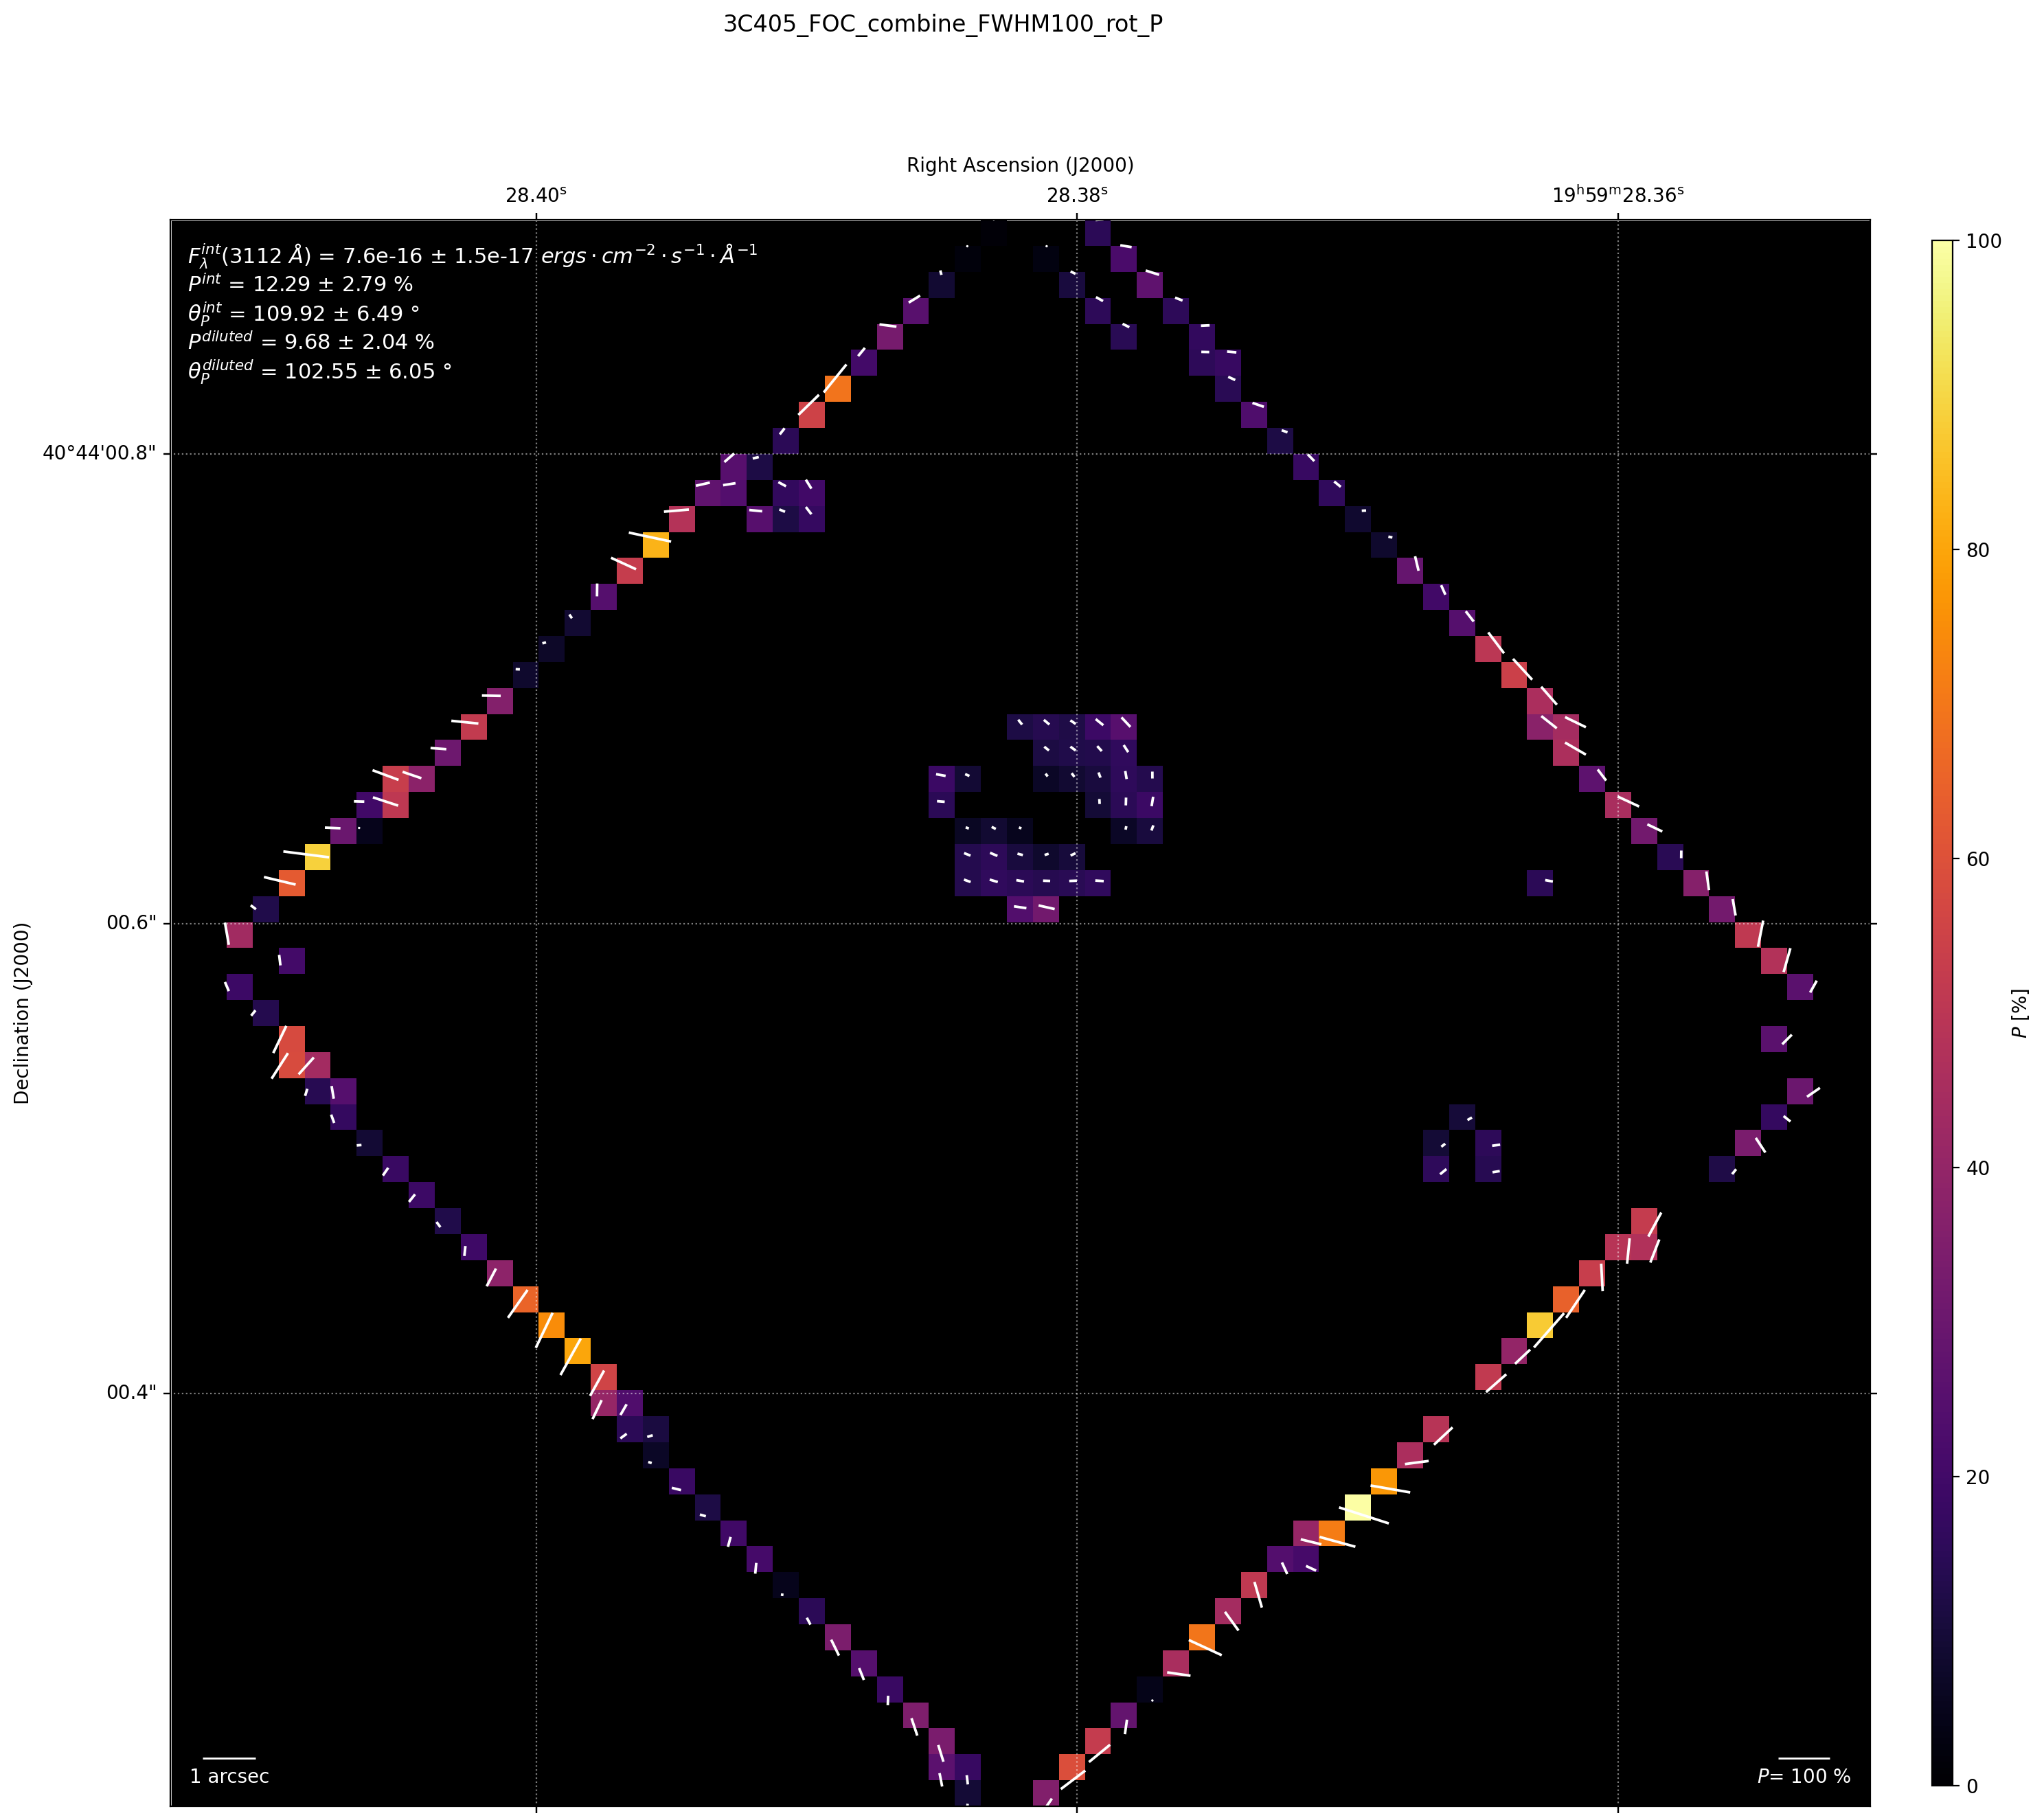 3C405_FOC_combine_FWHM100_rot_P
Right Ascension (J2000)
28.40ˢ 28.38ˢ 19ʰ59ᵐ28.36ˢ
F_λ^int(3112 Å) = 7.6e-16 ± 1.5e-17 ergs · cm⁻² · s⁻¹ · Å⁻¹
P^int = 12.29 ± 2.79 %
θ_P^int = 109.92 ± 6.49 °
P^diluted = 9.68 ± 2.04 %
θ_P^diluted = 102.55 ± 6.05 °
40°44'00.8"
00.6"
00.4"
Declination (J2000)
1 arcsec
P= 100 %
100
80
60
40
20
0
P [%]